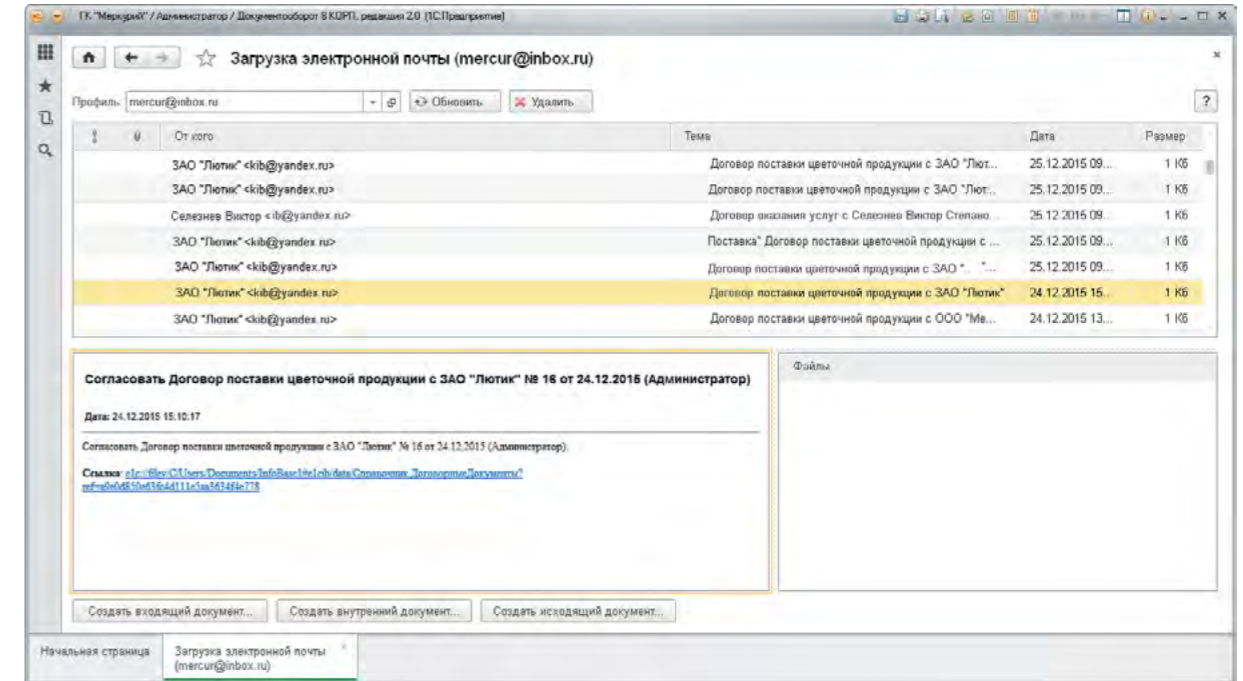 ГК "Меркурий" / Администратор / Документооборот 8 КОРП, редакция 2.0 (1С:Предприятие)
Загрузка электронной почты (mercur@inbox.ru)
Профиль: mercur@inbox.ru Обновить Удалить ?
От кого Тема Дата Размер
ЗАО "Лютик" <kib@yandex.ru> Договор поставки цветочной продукции с ЗАО "Лют... 25.12.2015 09... 1 Кб
ЗАО "Лютик" <kib@yandex.ru> Договор поставки цветочной продукции с ЗАО "Лют... 25.12.2015 09... 1 Кб
Селезнев Виктор <ib@yandex.ru> Договор оказания услуг с Селезнев Виктор Степано... 25.12.2015 09... 1 Кб
ЗАО "Лютик" <kib@yandex.ru> Поставка" Договор поставки цветочной продукции с ... 25.12.2015 09... 1 Кб
ЗАО "Лютик" <kib@yandex.ru> Договор поставки цветочной продукции с ЗАО "... "... 25.12.2015 09... 1 Кб
ЗАО "Лютик" <kib@yandex.ru> Договор поставки цветочной продукции с ЗАО "Лютик" 24.12.2015 15... 1 Кб
ЗАО "Лютик" <kib@yandex.ru> Договор поставки цветочной продукции с ООО "Ме... 24.12.2015 13... 1 Кб
Согласовать Договор поставки цветочной продукции с ЗАО "Лютик" № 16 от 24.12.2015 (Администратор)
Дата: 24.12.2015 15:10:17
Согласовать Договор поставки цветочной продукции с ЗАО "Лютик" № 16 от 24.12.2015 (Администратор)
Ссылка:
Файлы
Создать входящий документ... Создать внутренний документ... Создать исходящий документ...
Начальная страница
Загрузка электронной почты
(mercur@inbox.ru)